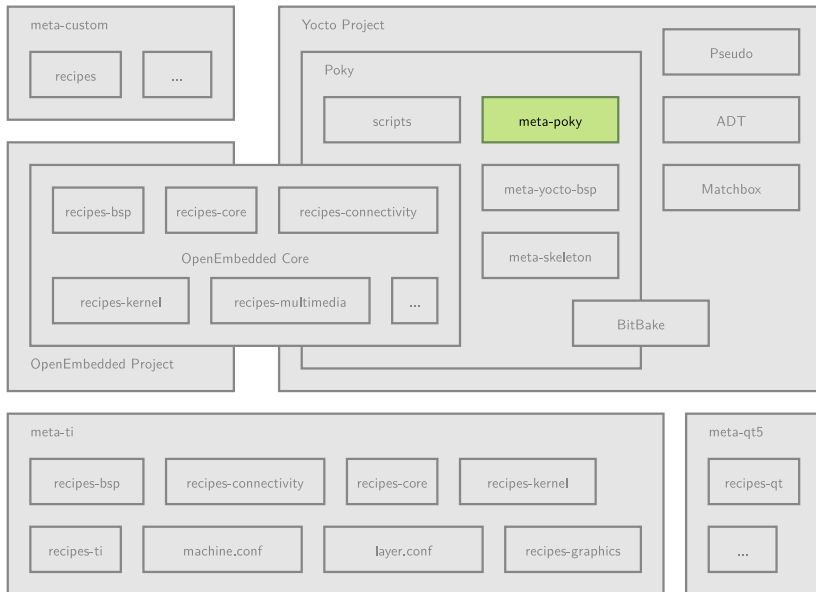 meta-custom
recipes
...
Yocto Project
Poky
scripts
meta-poky
meta-yocto-bsp
meta-skeleton
BitBake
Pseudo
ADT
Matchbox
recipes-bsp
recipes-core
recipes-connectivity
OpenEmbedded Core
recipes-kernel
recipes-multimedia
...
OpenEmbedded Project
meta-ti
recipes-bsp
recipes-connectivity
recipes-core
recipes-kernel
recipes-ti
machine.conf
layer.conf
recipes-graphics
meta-qt5
recipes-qt
...